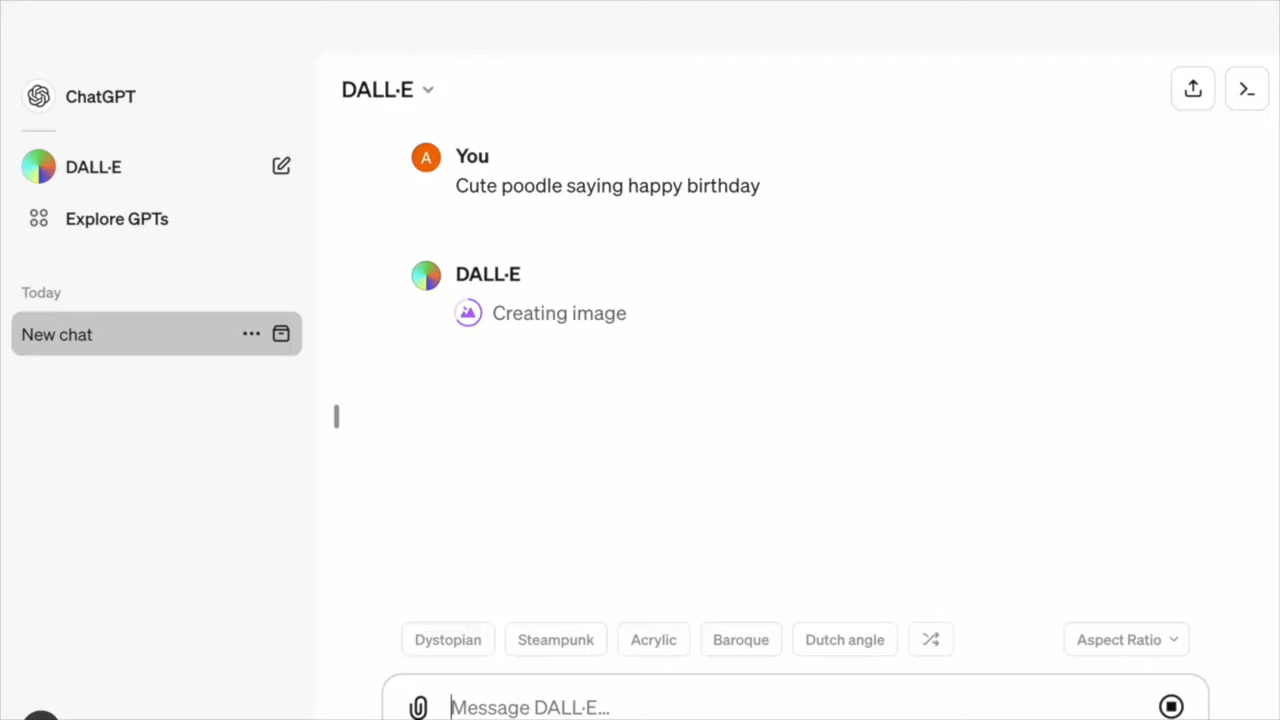 ChatGPT
DALL·E
Explore GPTs
Today
New chat
DALL·E
You
Cute poodle saying happy birthday
DALL·E
Creating image
Dystopian
Steampunk
Acrylic
Baroque
Dutch angle
Aspect Ratio
Message DALL·E...
A